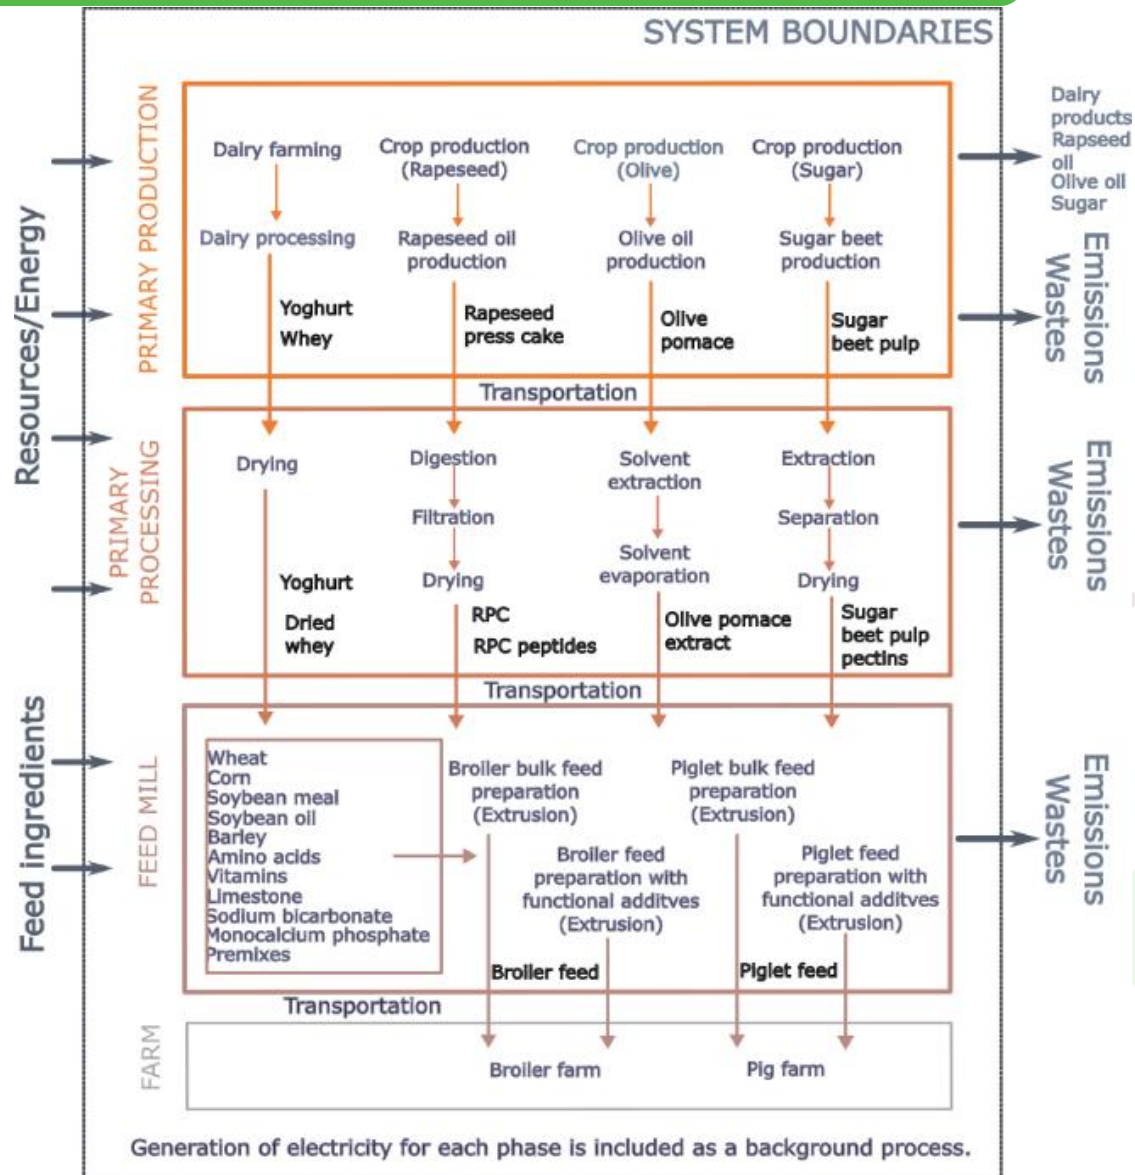 SYSTEM BOUNDARIES
Resources/Energy
Feed ingredients
PRIMARY PRODUCTION
Dairy farming
Crop production
(Rapeseed)
Crop production
(Olive)
Crop production
(Sugar)
Dairy processing
Rapeseed oil
production
Olive oil
production
Sugar beet
production
Yoghurt
Whey
Rapeseed
press cake
Olive
pomace
Sugar
beet pulp
Dairy
products
Rapseed
oil
Olive oil
Sugar
Emissions
Wastes
Transportation
PRIMARY
PROCESSING
Drying
Digestion
Filtration
Drying
Solvent
extraction
Solvent
evaporation
Extraction
Separation
Drying
Yoghurt
Dried
whey
RPC
RPC peptides
Olive pomace
extract
Sugar
beet pulp
pectins
Emissions
Wastes
Transportation
FEED MILL
Wheat
Corn
Soybean meal
Soybean oil
Barley
Amino acids
Vitamins
Limestone
Sodium bicarbonate
Monocalcium phosphate
Premixes
Broiler bulk feed
preparation
(Extrusion)
Broiler feed
preparation with
functional additves
(Extrusion)
Piglet bulk feed
preparation
(Extrusion)
Piglet feed
preparation with
functional additves
(Extrusion)
Broiler feed
Piglet feed
Emissions
Wastes
Transportation
FARM
Broiler farm
Pig farm
Generation of electricity for each phase is included as a background process.